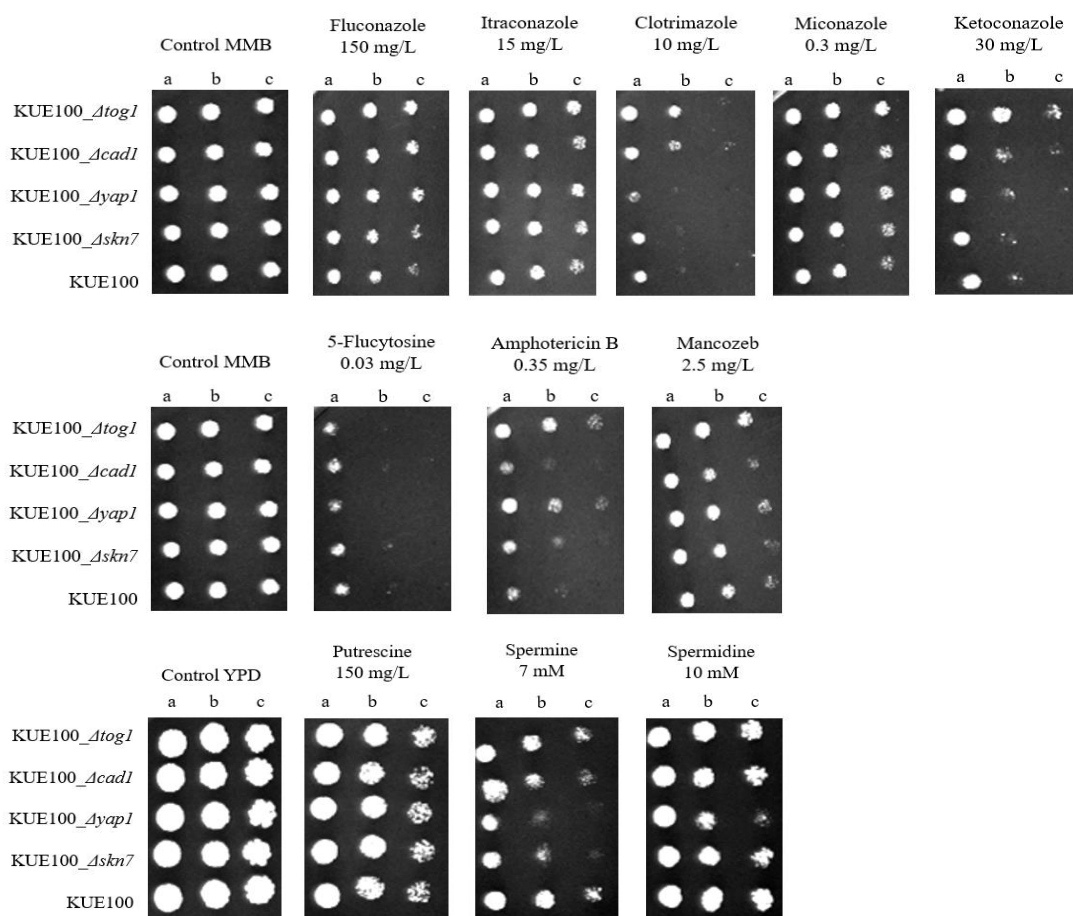 Control MMB
Fluconazole
150 mg/L
Itraconazole
15 mg/L
Clotrimazole
10 mg/L
Miconazole
0.3 mg/L
Ketoconazole
30 mg/L
a b c a b c a b c a b c a b c a b c
KUE100_Δtog1
KUE100_Δcad1
KUE100_Δyap1
KUE100_Δskn7
KUE100
Control MMB
5-Flucytosine
0.03 mg/L
Amphotericin B
0.35 mg/L
Mancozeb
2.5 mg/L
a b c a b c a b c a b c
KUE100_Δtog1
KUE100_Δcad1
KUE100_Δyap1
KUE100_Δskn7
KUE100
Control YPD
Putrescine
150 mg/L
Spermine
7 mM
Spermidine
10 mM
a b c a b c a b c a b c
KUE100_Δtog1
KUE100_Δcad1
KUE100_Δyap1
KUE100_Δskn7
KUE100